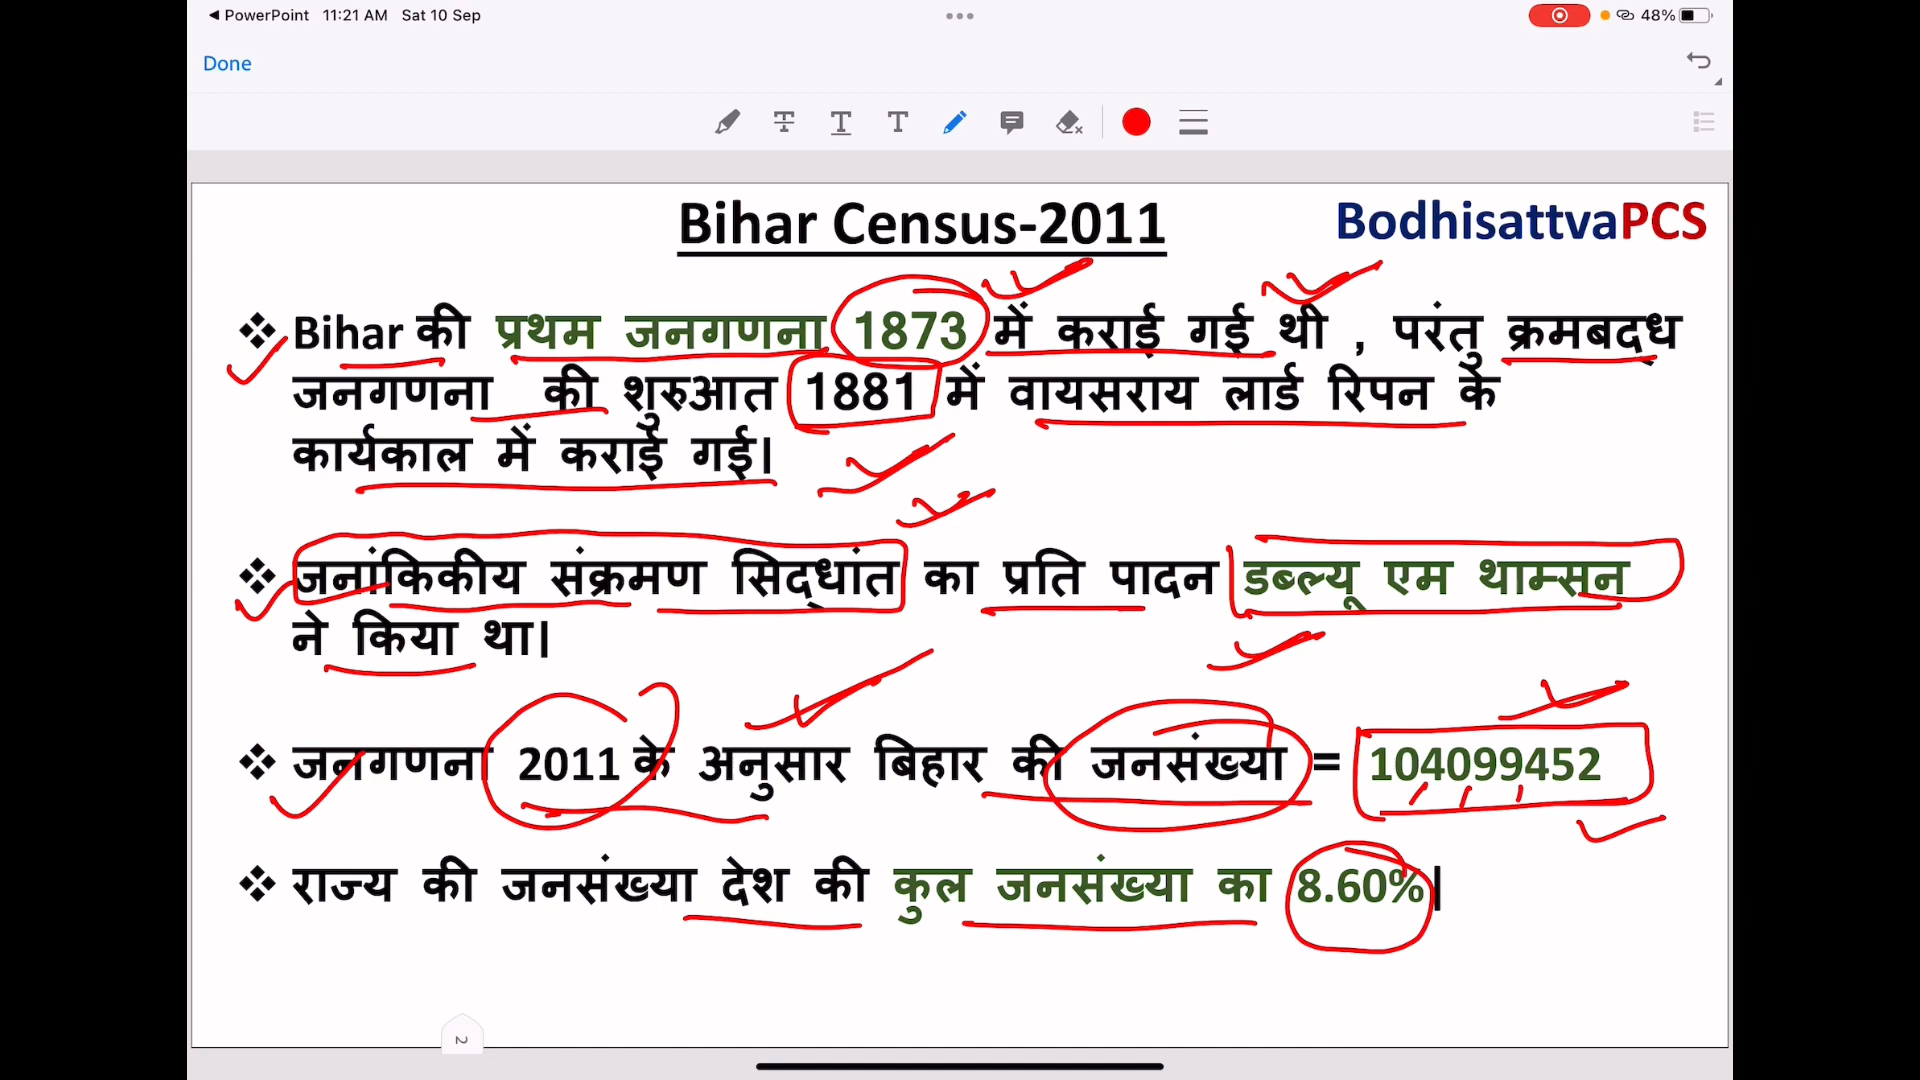 PowerPoint 11:21 AM Sat 10 Sep 48%
Done
Bihar Census-2011
BodhisattvaPCS
Bihar की प्रथम जनगणना 1873 में कराई गई थी , परंतु क्रमबद्ध
जनगणना की शुरुआत 1881 में वायसराय लार्ड रिपन के
कार्यकाल में कराई गई।
जनांकिकीय संक्रमण सिद्धांत का प्रति पादन डब्ल्यू एम थाम्सन
ने किया था।
जनगणना 2011 के अनुसार बिहार की जनसंख्या = 104099452
राज्य की जनसंख्या देश की कुल जनसंख्या का 8.60%|
2